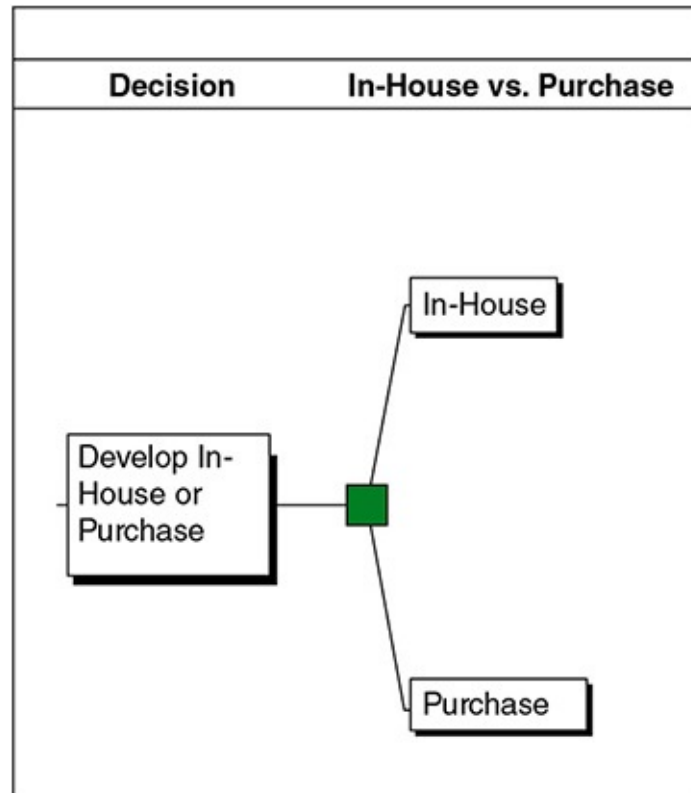 Decision In-House vs. Purchase
In-House
Develop In-
House or
Purchase
Purchase